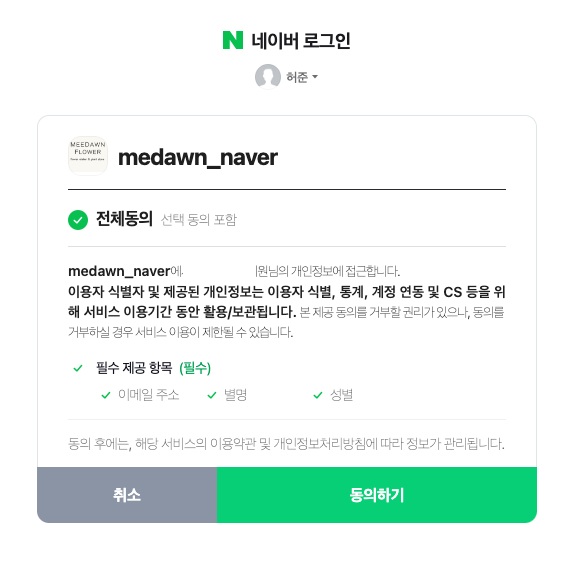 네이버 로그인
허준
MEEDAWN
FLOWER
medawn_naver
전체동의 선택 동의 포함
medawn_naver에
원님의 개인정보에 접근합니다.
이용자 식별자 및 제공된 개인정보는 이용자 식별, 통계, 계정 연동 및 CS 등을 위
해 서비스 이용기간 동안 활용/보관됩니다. 본 제공 동의를 거부할 권리가 있으나, 동의를
거부하실 경우 서비스 이용이 제한될 수 있습니다.
필수 제공 항목 (필수)
이메일 주소 별명 성별
동의 후에는, 해당 서비스의 이용약관 및 개인정보처리방침에 따라 정보가 관리됩니다.
취소 동의하기